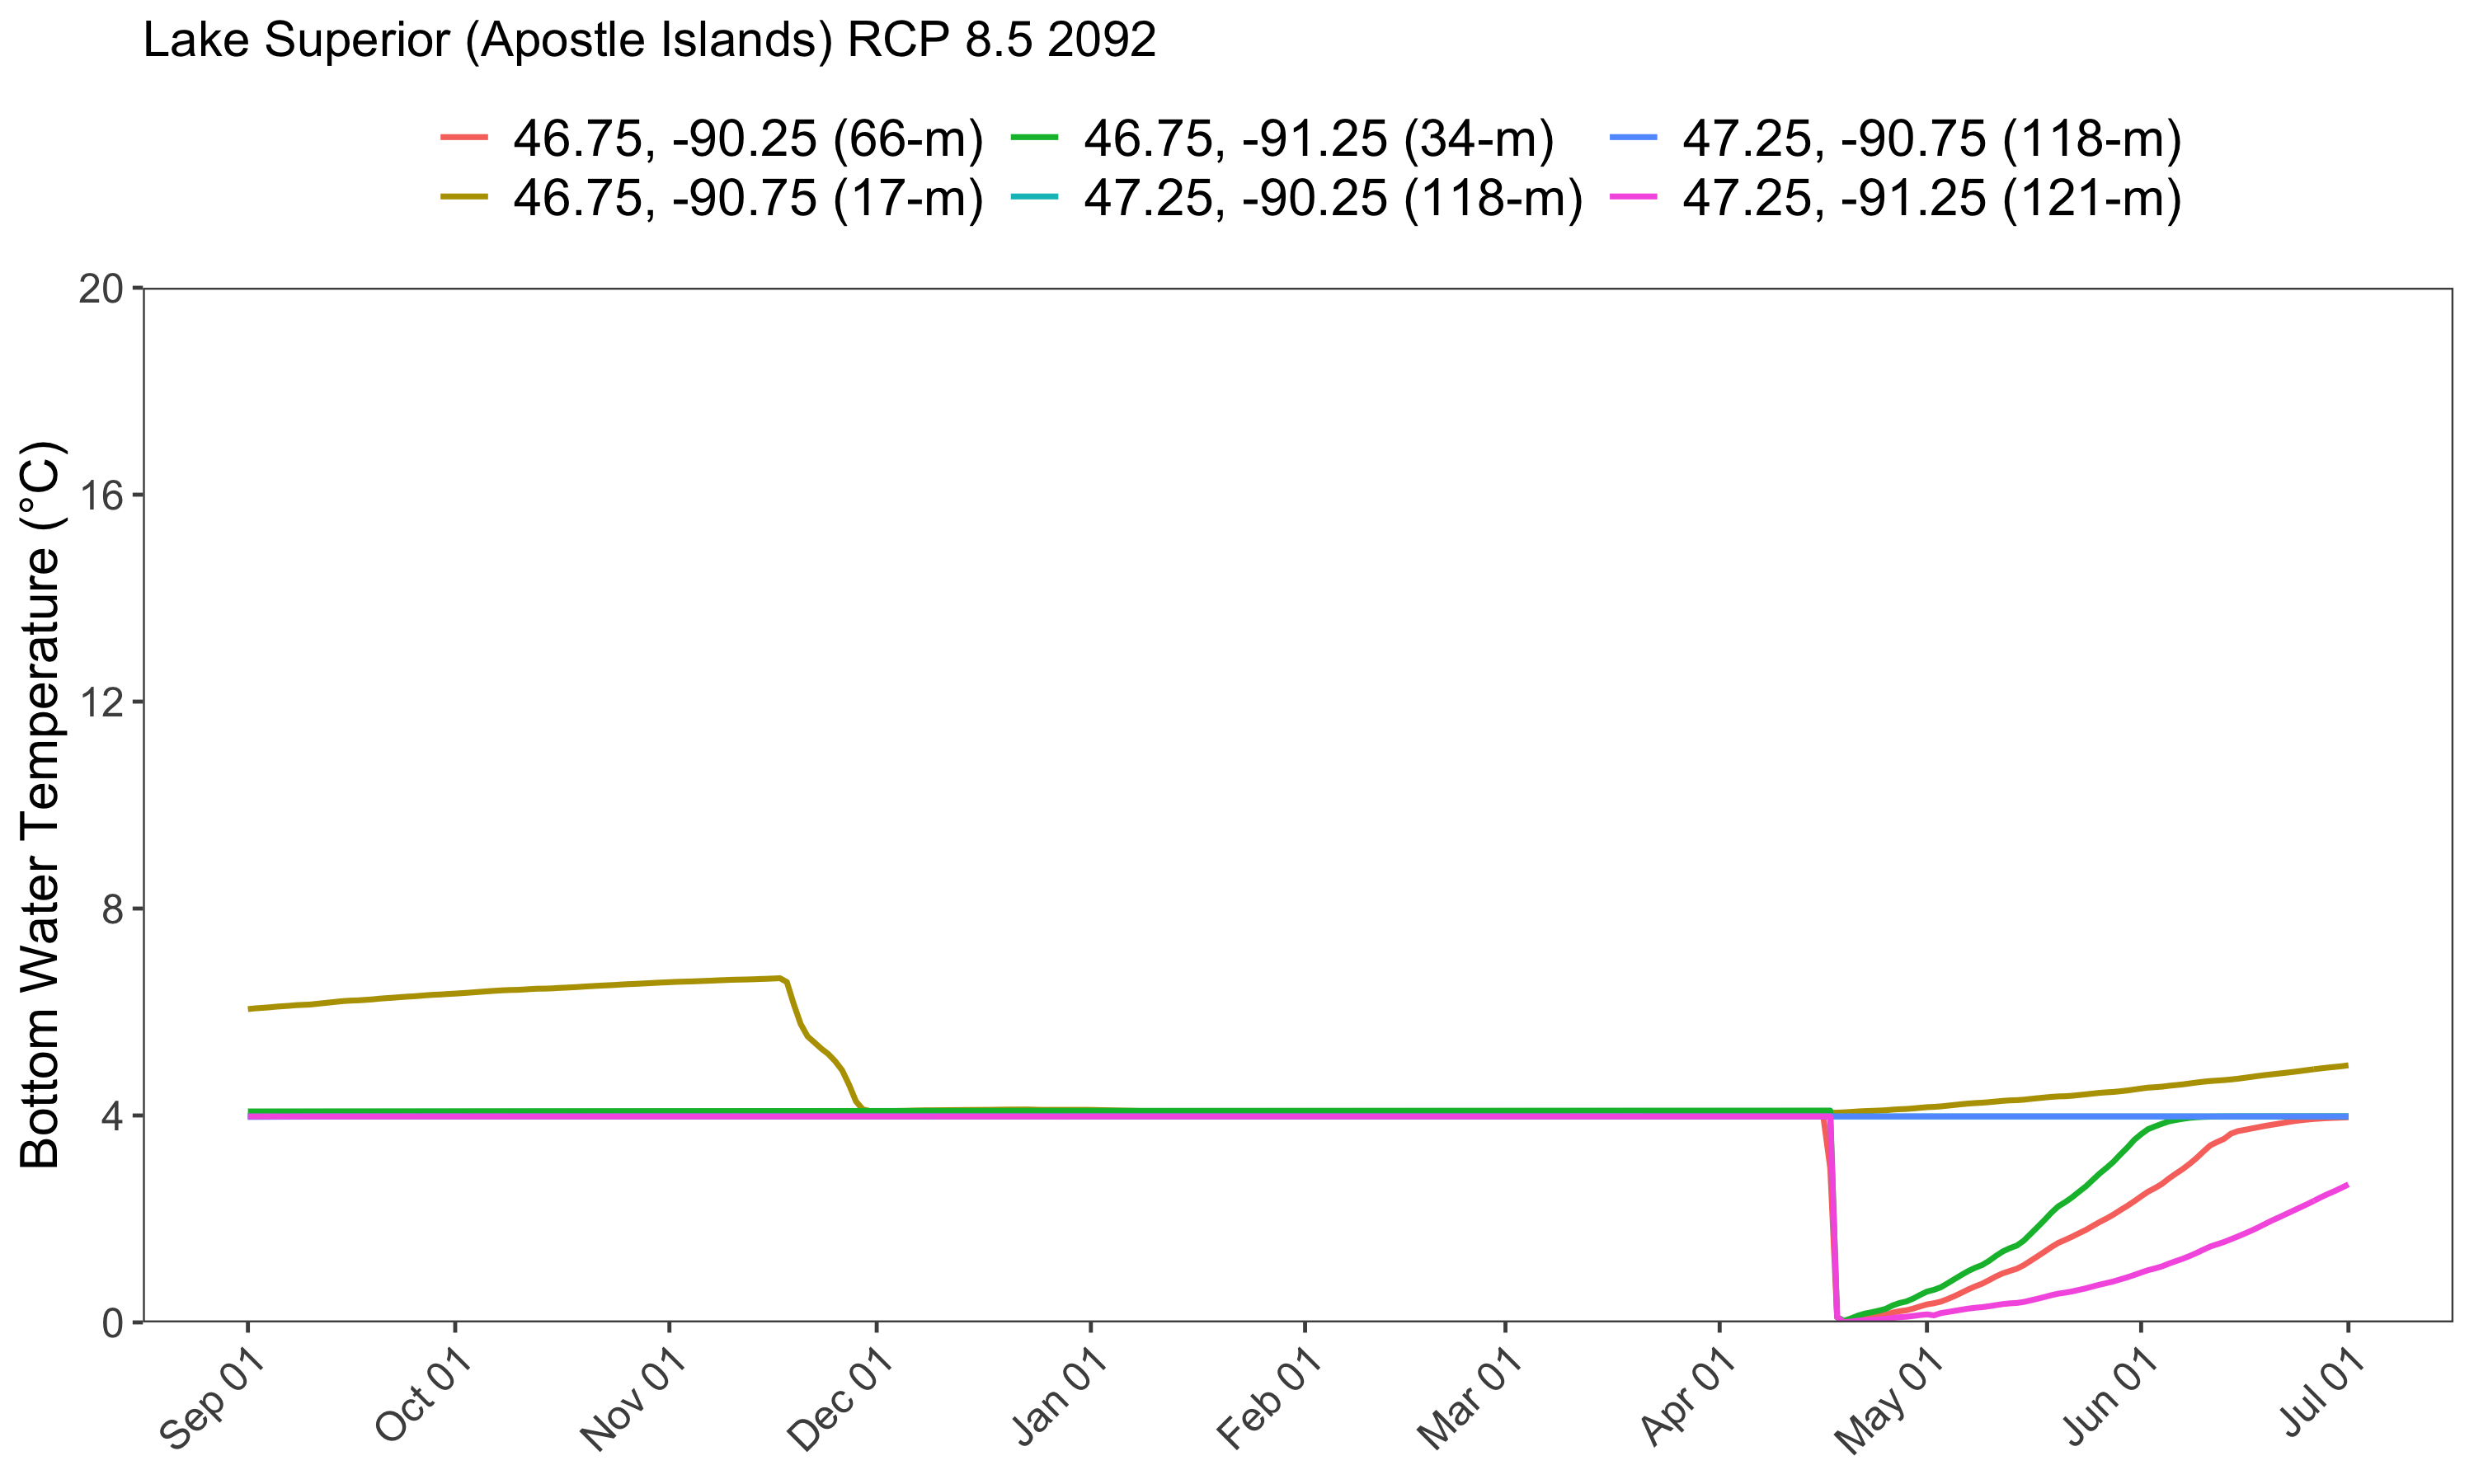 Lake Superior (Apostle Islands) RCP 8.5 2092
46.75, -90.25 (66-m) 46.75, -91.25 (34-m) 47.25, -90.75 (118-m)
46.75, -90.75 (17-m) 47.25, -90.25 (118-m) 47.25, -91.25 (121-m)
Bottom Water Temperature (°C)
20
16
12
8
4
0
Sep 01 Oct 01 Nov 01 Dec 01 Jan 01 Feb 01 Mar 01 Apr 01 May 01 Jun 01 Jul 01